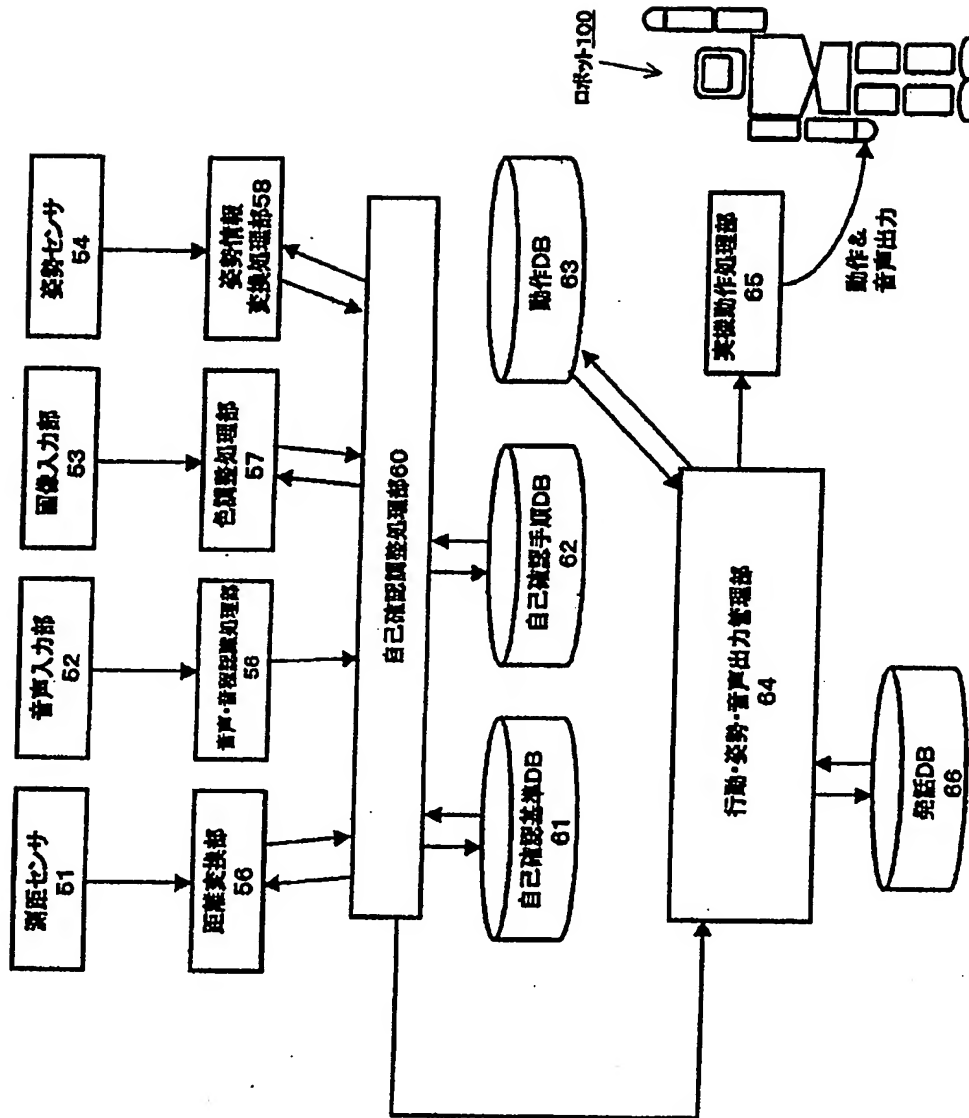 測距センサ
51
音声入力部
52
画像入力部
53
姿勢センサ
54
距離変換部
56
音声・音程認識処理部
56
色調整処理部
57
姿勢情報
変換処理部58
自己確認調整処理部60
自己確認基準DB
61
自己確認手順DB
62
動作DB
63
行動・姿勢・音声出力管理部
64
実機動作処理部
65
発話DB
66
動作&
音声出力
ロボット100